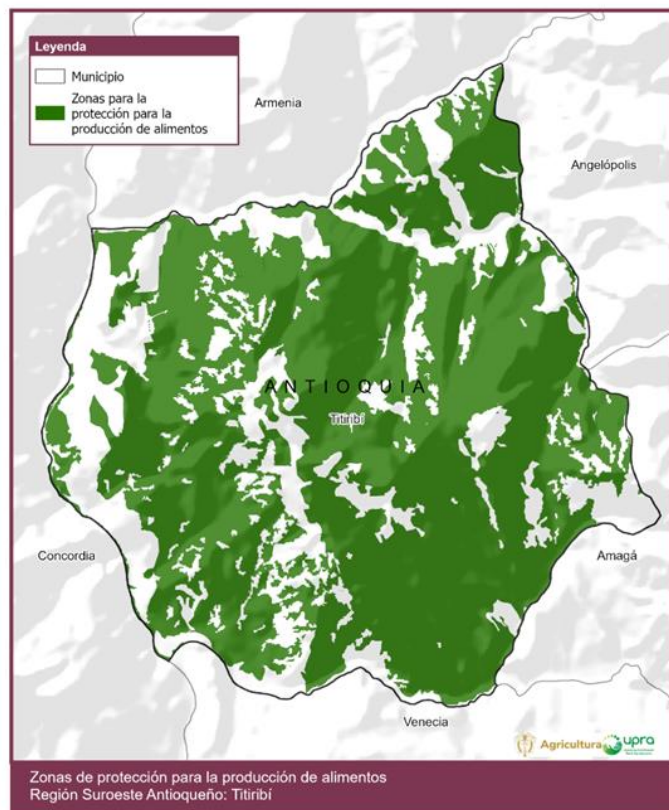 Leyenda
Municipio
Zonas para la
protección para la
producción de alimentos
Armenia
Angelópolis
ANTIOQUIA
Titiribí
Concordia
Amagá
Venecia
Agricultura upra
Zonas de protección para la producción de alimentos
Región Suroeste Antioqueño: Titiribí